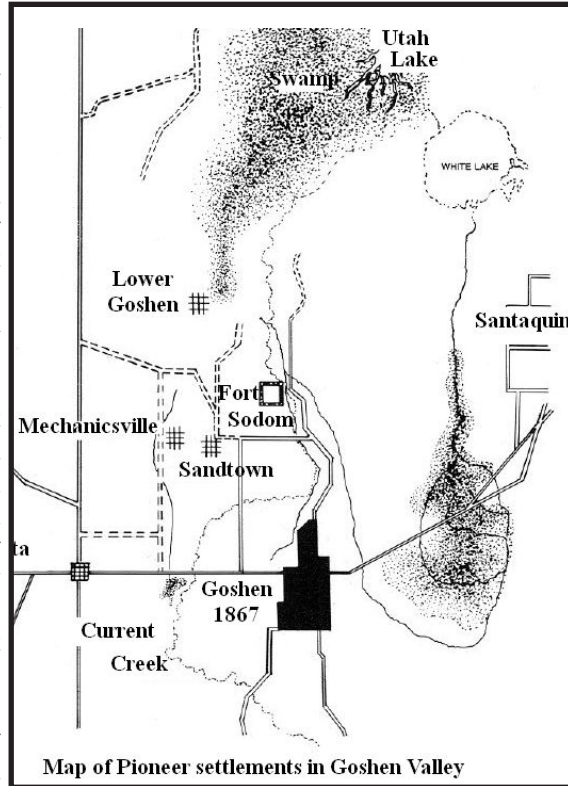 Utah
Lake
Swamp
WHITE LAKE
Lower
Goshen
Santaquin
Fort
Sodom
Mechanicsville
Sandtown
ta
Goshen
1867
Current
Creek
Map of Pioneer settlements in Goshen Valley